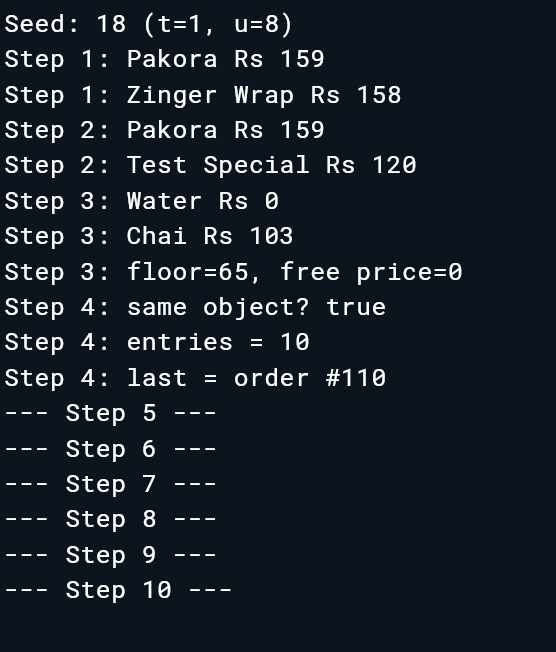 Seed: 18 (t=1, u=8)
Step 1: Pakora Rs 159
Step 1: Zinger Wrap Rs 158
Step 2: Pakora Rs 159
Step 2: Test Special Rs 120
Step 3: Water Rs 0
Step 3: Chai Rs 103
Step 3: floor=65, free price=0
Step 4: same object? true
Step 4: entries = 10
Step 4: last = order #110
--- Step 5 ---
--- Step 6 ---
--- Step 7 ---
--- Step 8 ---
--- Step 9 ---
--- Step 10 ---